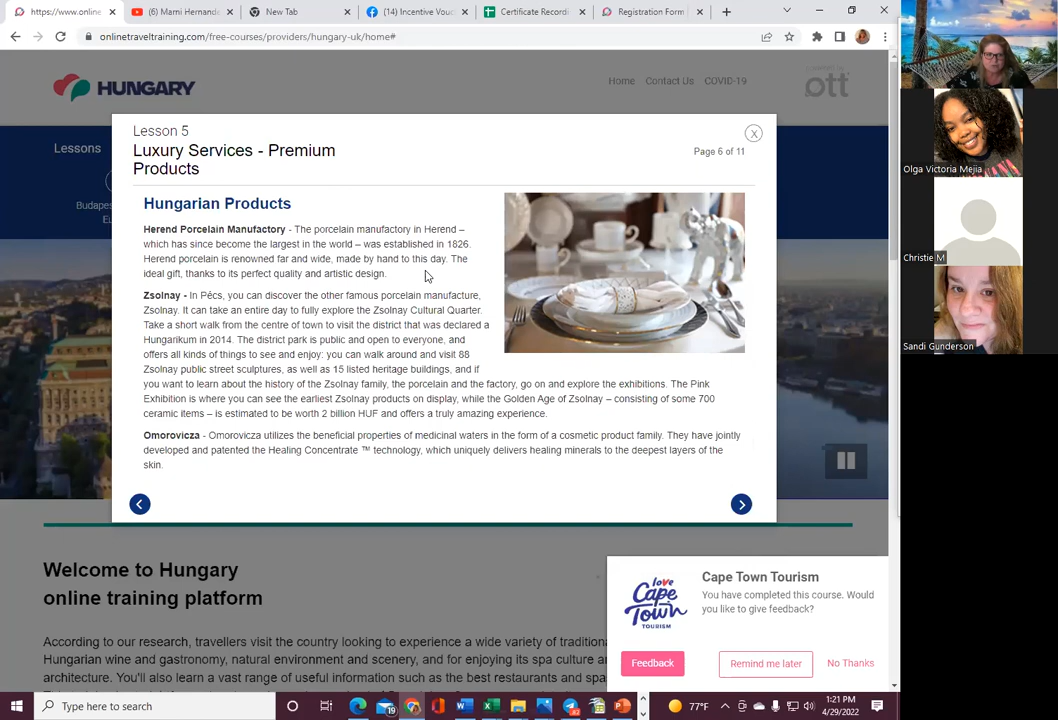 https://www.online
(6) Marni Hernande
New Tab
(14) Incentive Vouc
Certificate Recordi
Registration Form
onlinetraveltraining.com/free-courses/providers/hungary-uk/home#
HUNGARY
Home
Contact Us
COVID-19
powered by
ott
Lessons
Budapes
Eu
Lesson 5
Luxury Services - Premium
Products
X
Page 6 of 11
Hungarian Products
Herend Porcelain Manufactory - The porcelain manufactory in Herend –
which has since become the largest in the world – was established in 1826.
Herend porcelain is renowned far and wide, made by hand to this day. The
ideal gift, thanks to its perfect quality and artistic design.
Zsolnay - In Pécs, you can discover the other famous porcelain manufacture,
Zsolnay. It can take an entire day to fully explore the Zsolnay Cultural Quarter.
Take a short walk from the centre of town to visit the district that was declared a
Hungarikum in 2014. The district park is public and open to everyone, and
offers all kinds of things to see and enjoy: you can walk around and visit 88
Zsolnay public street sculptures, as well as 15 listed heritage buildings, and if
you want to learn about the history of the Zsolnay family, the porcelain and the factory, go on and explore the exhibitions. The Pink
Exhibition is where you can see the earliest Zsolnay products on display, while the Golden Age of Zsolnay – consisting of some 700
ceramic items – is estimated to be worth 2 billion HUF and offers a truly amazing experience.
Omorovicza - Omorovicza utilizes the beneficial properties of medicinal waters in the form of a cosmetic product family. They have jointly
developed and patented the Healing Concentrate ™ technology, which uniquely delivers healing minerals to the deepest layers of the
skin.
Welcome to Hungary
online training platform
According to our research, travellers visit the country looking to experience a wide variety of traditiona
Hungarian wine and gastronomy, natural environment and scenery, and for enjoying its spa culture a
architecture. You'll also learn a vast range of useful information such as the best restaurants and spa
love
Cape
Town
TOURISM
Cape Town Tourism
You have completed this course. Would
you like to give feedback?
Feedback
Remind me later
No Thanks
Olga Victoria Mejia
Christie M
Sandi Gunderson
Type here to search
19
77°F
1:21 PM
4/29/2022